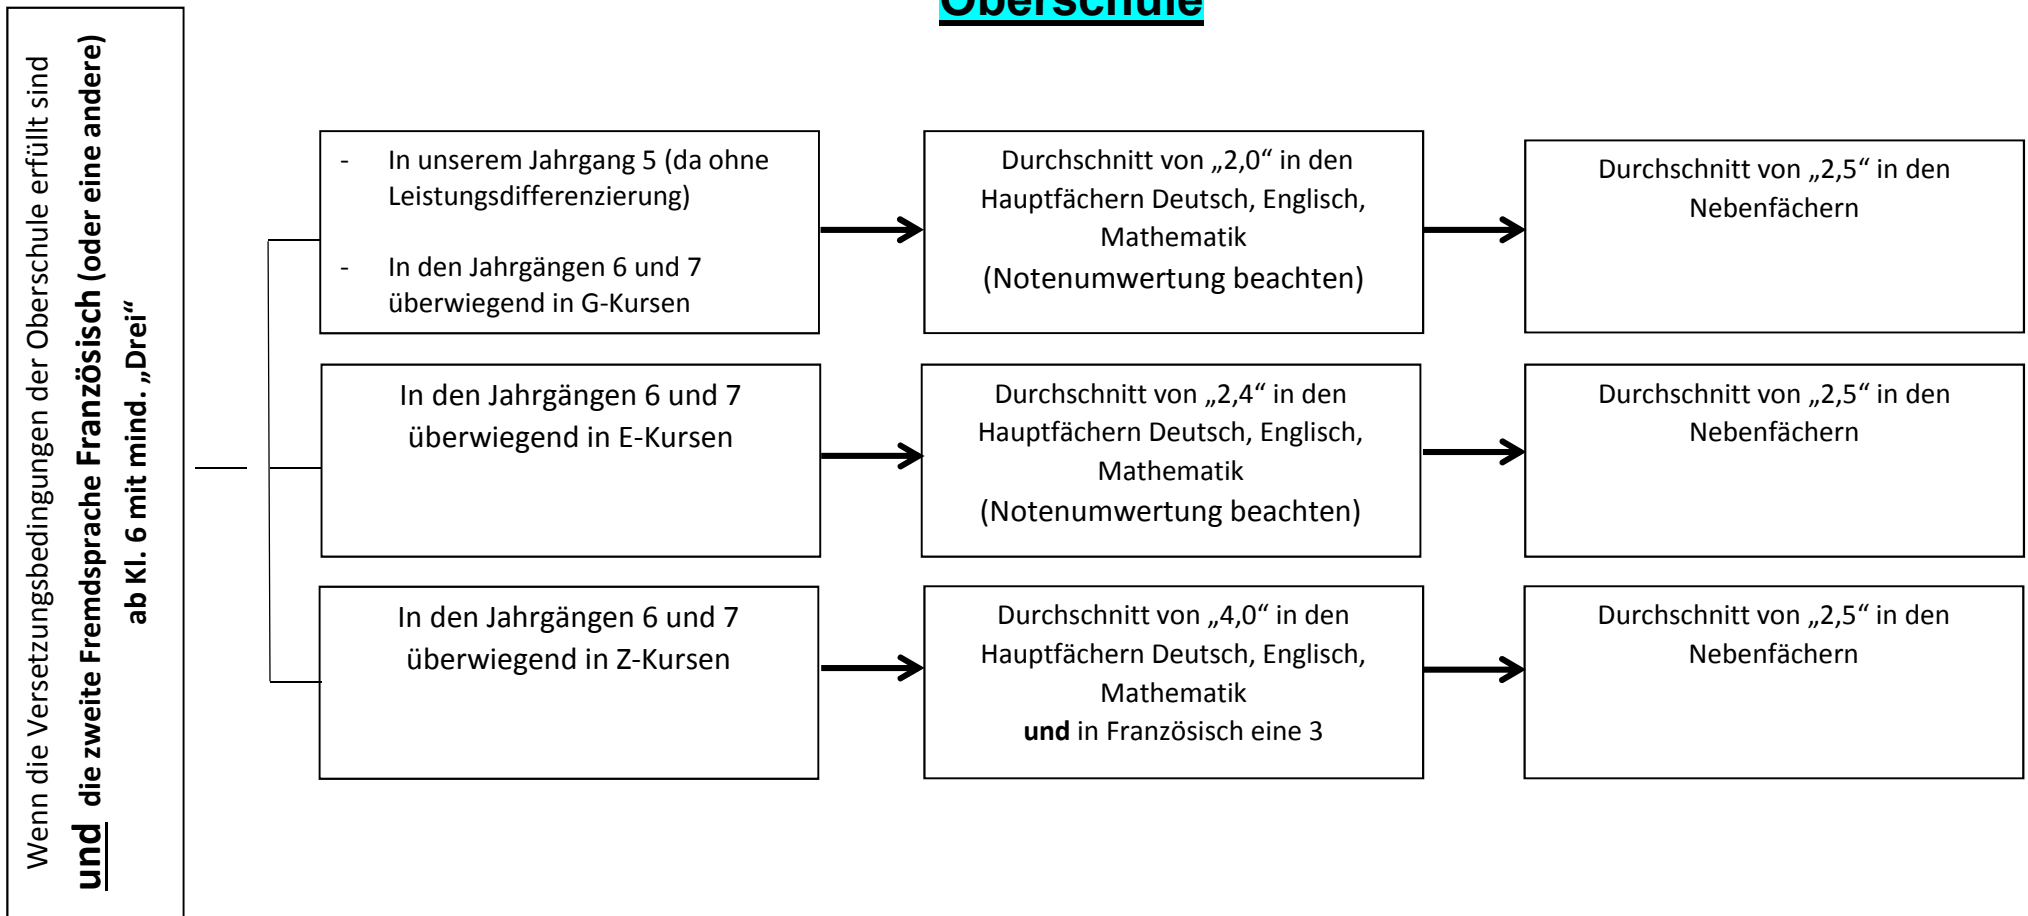 Oberschule
Wenn die Versetzungsbedingungen der Oberschule erfüllt sind
und die zweite Fremdsprache Französisch (oder eine andere)
ab Kl. 6 mit mind. „Drei“
- In unserem Jahrgang 5 (da ohne
Leistungsdifferenzierung)
- In den Jahrgängen 6 und 7
überwiegend in G-Kursen
Durchschnitt von „2,0“ in den
Hauptfächern Deutsch, Englisch,
Mathematik
(Notenumwertung beachten)
Durchschnitt von „2,5“ in den
Nebenfächern
In den Jahrgängen 6 und 7
überwiegend in E-Kursen
Durchschnitt von „2,4“ in den
Hauptfächern Deutsch, Englisch,
Mathematik
(Notenumwertung beachten)
Durchschnitt von „2,5“ in den
Nebenfächern
In den Jahrgängen 6 und 7
überwiegend in Z-Kursen
Durchschnitt von „4,0“ in den
Hauptfächern Deutsch, Englisch,
Mathematik
und in Französisch eine 3
Durchschnitt von „2,5“ in den
Nebenfächern